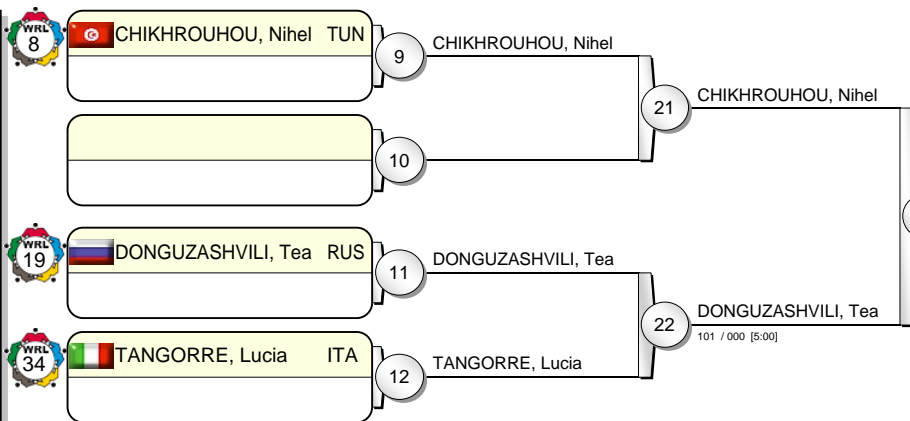 WRL
8
CHIKHROUHOU, Nihel TUN
9
CHIKHROUHOU, Nihel
21
CHIKHROUHOU, Nihel
10
WRL
19
DONGUZASHVILI, Tea RUS
11
DONGUZASHVILI, Tea
22
DONGUZASHVILI, Tea
101 / 000 [5:00]
WRL
34
TANGORRE, Lucia ITA
12
TANGORRE, Lucia